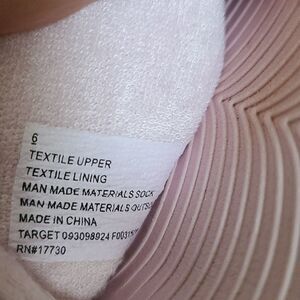 6
TEXTILE UPPER
TEXTILE LINING
MAN MADE MATERIALS SOCK
MAN MADE MATERIALS
MADE IN CHINA
TARGET 093098924
RN#17730